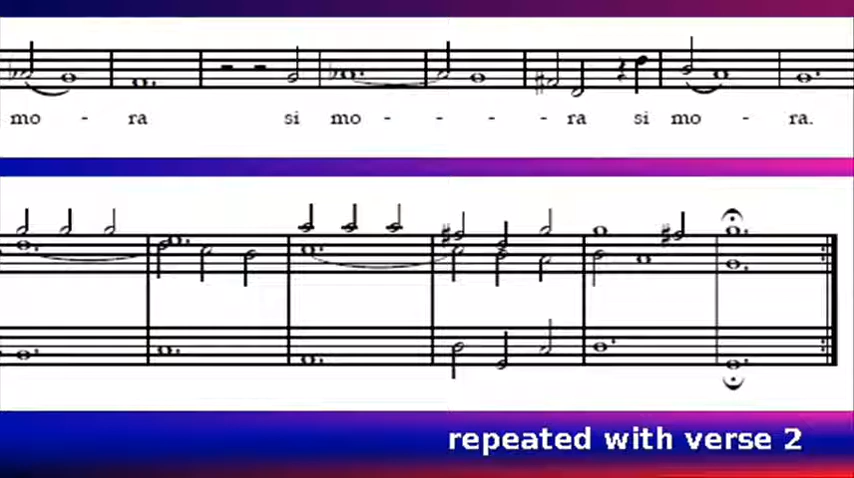 mo - ra si mo - - - - ra si mo - ra.
repeated with verse 2